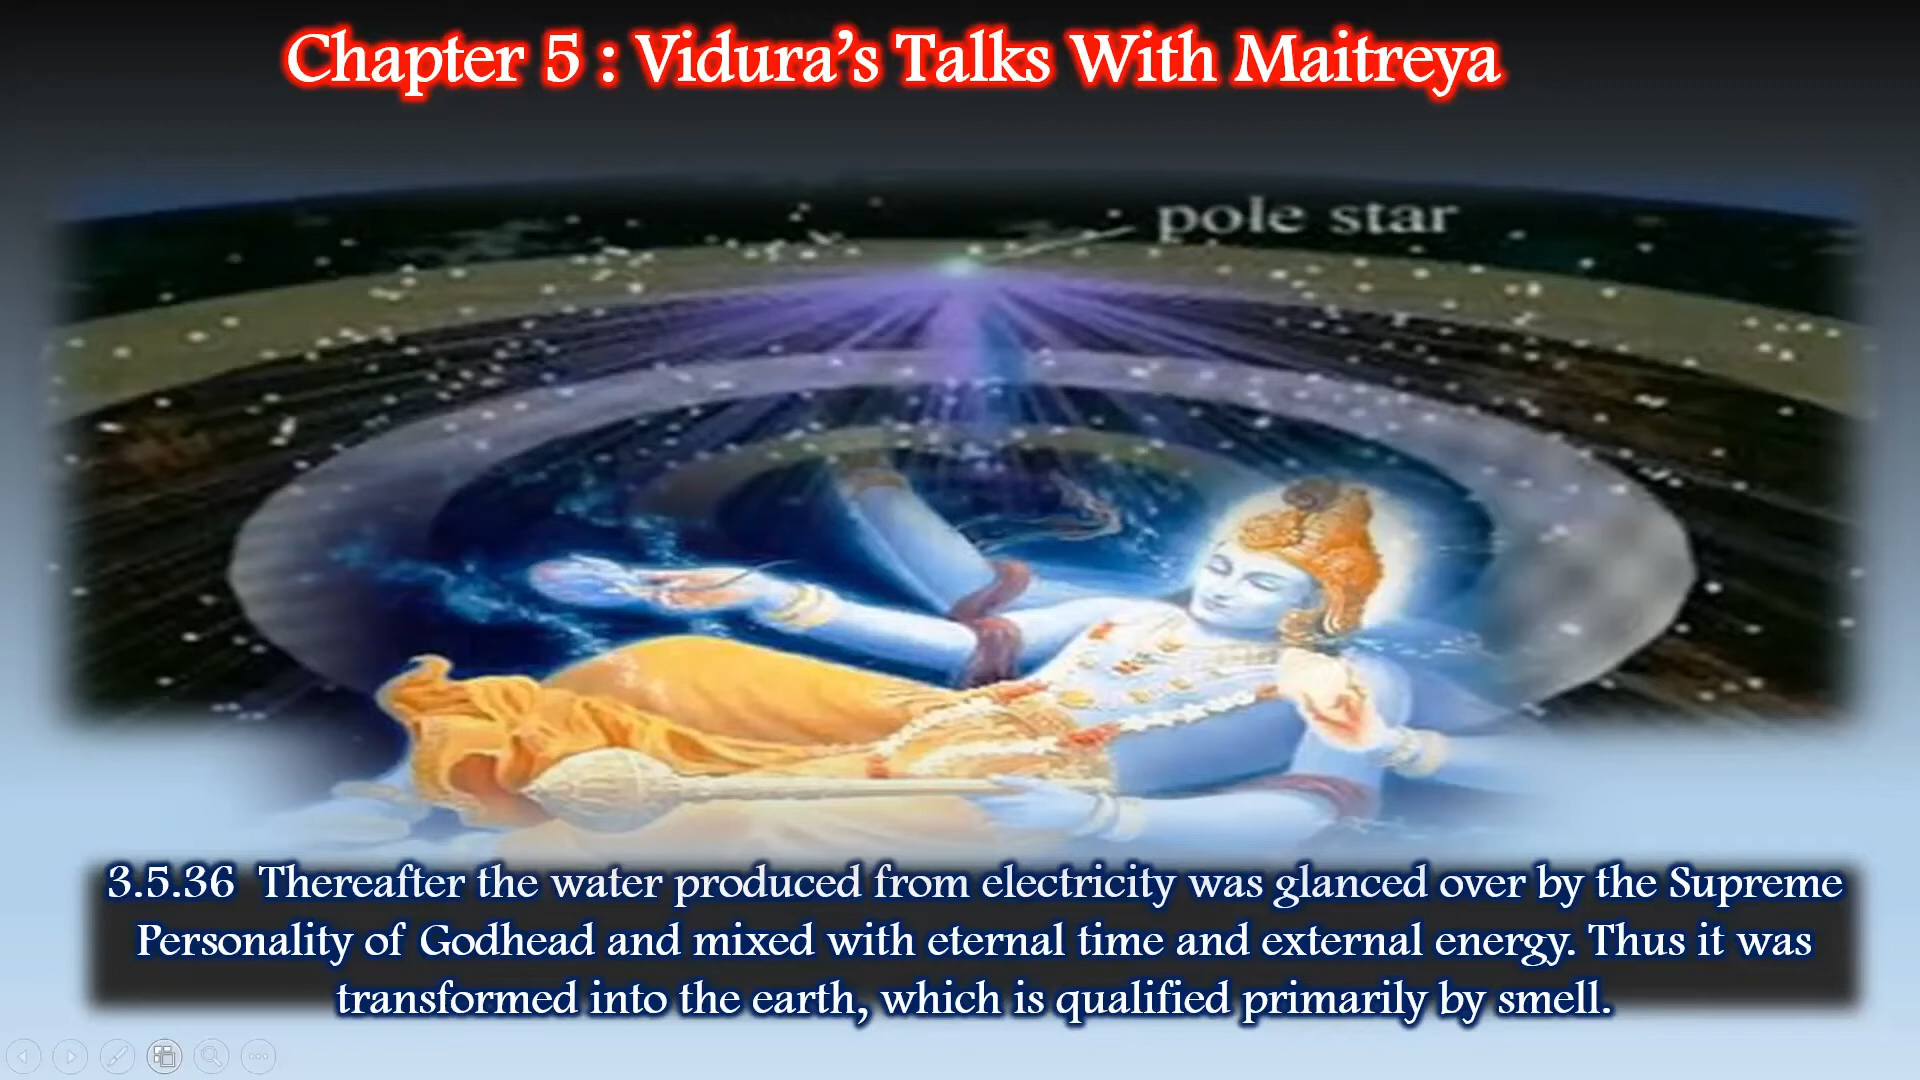 Chapter 5 : Vidura's Talks With Maitreya
pole star
3.5.36 Thereafter the water produced from electricity was glanced over by the Supreme
Personality of Godhead and mixed with eternal time and external energy. Thus it was
transformed into the earth, which is qualified primarily by smell.